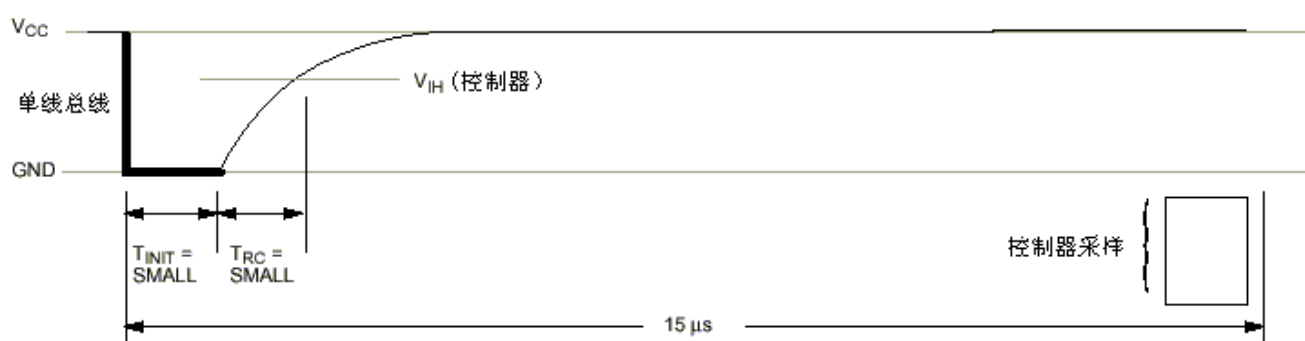 VCC
VIH (控制器)
单线总线
GND
TINIT =
SMALL
TRC =
SMALL
控制器采样
15 μs